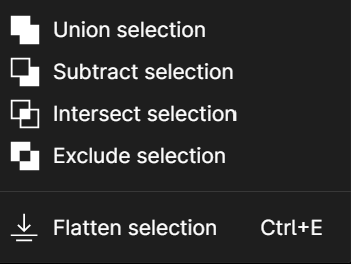 Union selection
Subtract selection
Intersect selection
Exclude selection
Flatten selection Ctrl+E